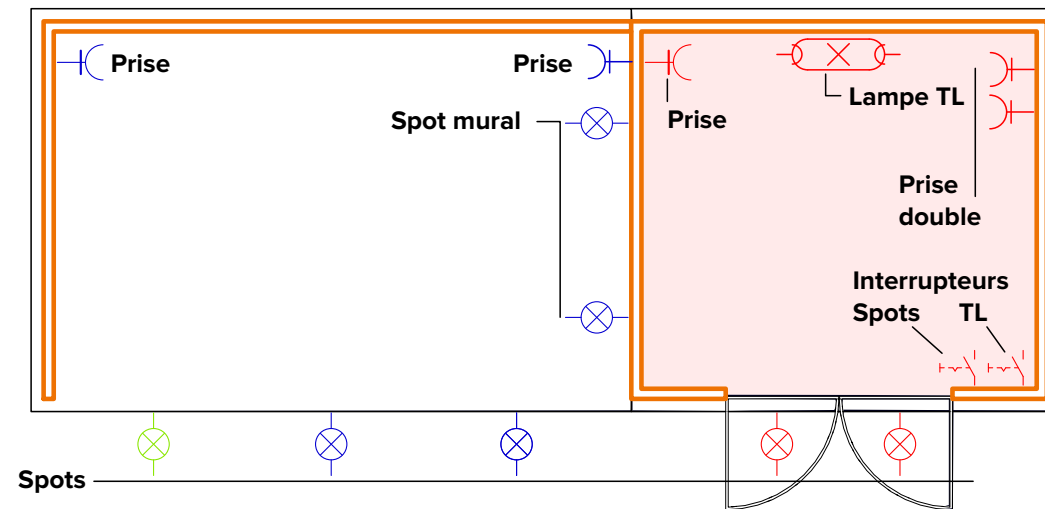 Prise
Prise
Lampe TL
Spot mural
Prise
Prise
double
Interrupteurs
Spots TL
Spots